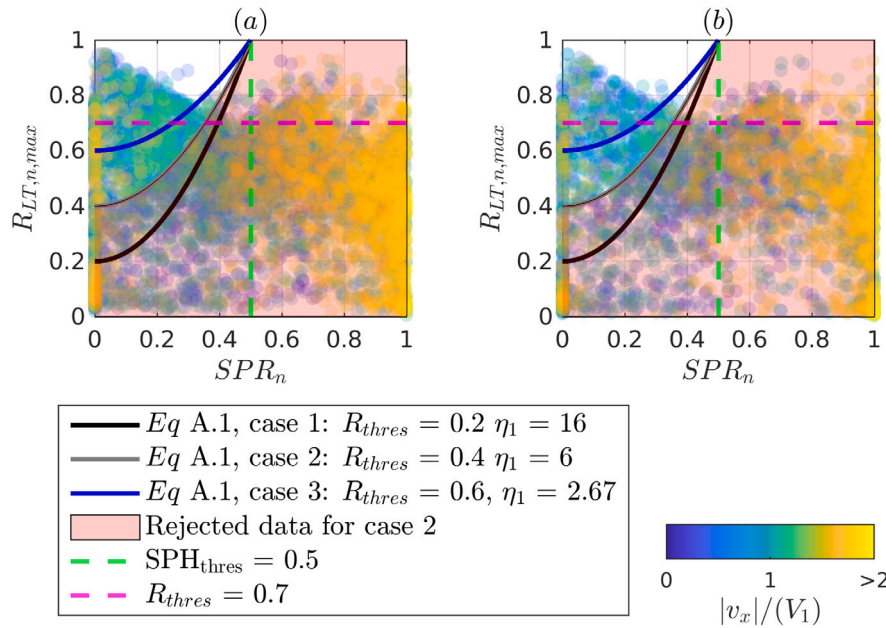 (a)
(b)
R_{LT,n,max}
1
0.8
0.6
0.4
0.2
0
0 0.2 0.4 0.6 0.8 1
SPR_n
R_{LT,n,max}
1
0.8
0.6
0.4
0.2
0
0 0.2 0.4 0.6 0.8 1
SPR_n
Eq A.1, case 1: R_{thres} = 0.2 η_1 = 16
Eq A.1, case 2: R_{thres} = 0.4 η_1 = 6
Eq A.1, case 3: R_{thres} = 0.6, η_1 = 2.67
Rejected data for case 2
SPH_{thres} = 0.5
R_{thres} = 0.7
0 1 >2
|v_x|/(V_1)